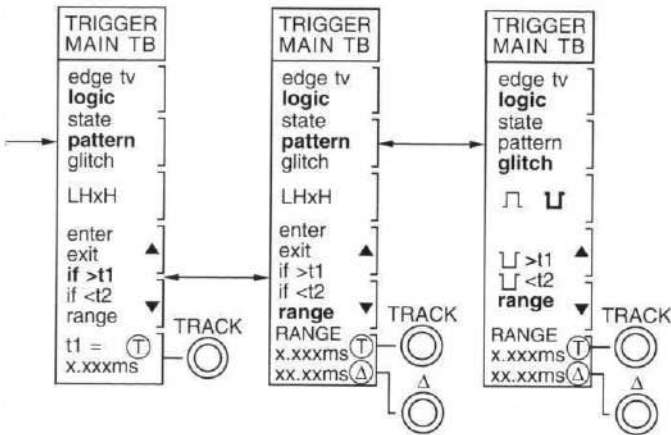 TRIGGER
MAIN TB
edge tv
logic
state
pattern
glitch
LHxH
enter
exit
if >t1
if <t2
range
t1 = T
x.xxxms
TRACK
TRIGGER
MAIN TB
edge tv
logic
state
pattern
glitch
LHxH
enter
exit
if >t1
if <t2
range
RANGE
x.xxxms T
xx.xxms Δ
TRACK
Δ
TRIGGER
MAIN TB
edge tv
logic
state
pattern
glitch
>t1
<t2
range
RANGE
x.xxxms T
xx.xxms Δ
TRACK
Δ